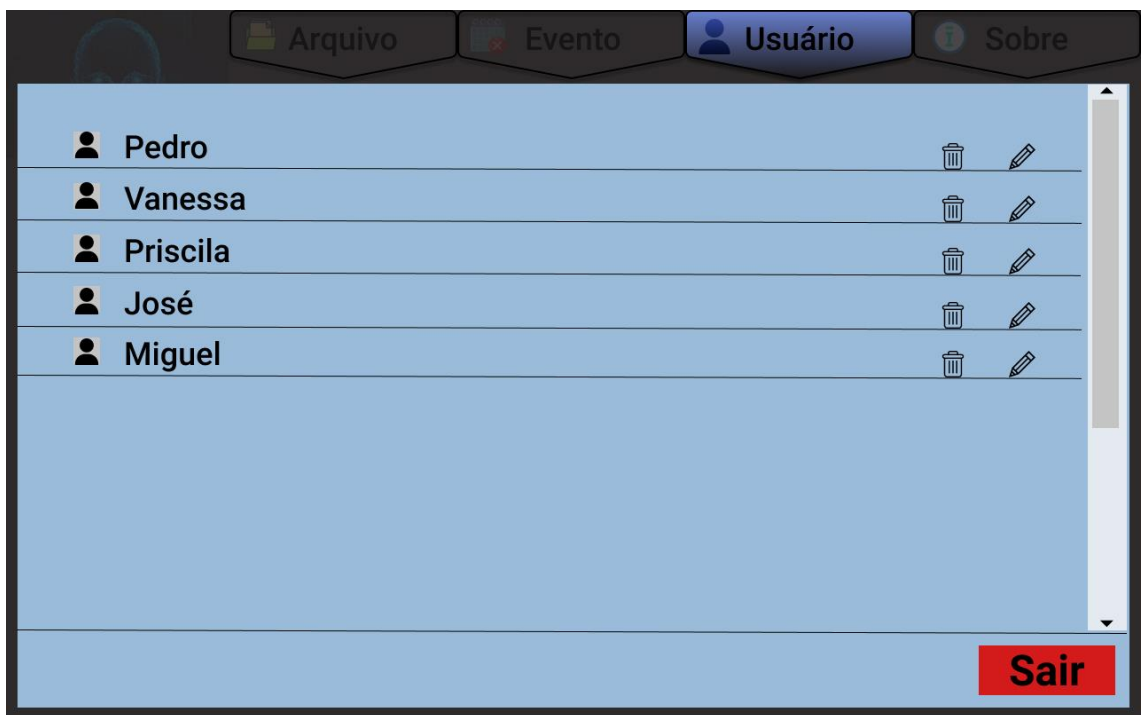 Arquivo Evento Usuário Sobre
Pedro
Vanessa
Priscila
José
Miguel
Sair